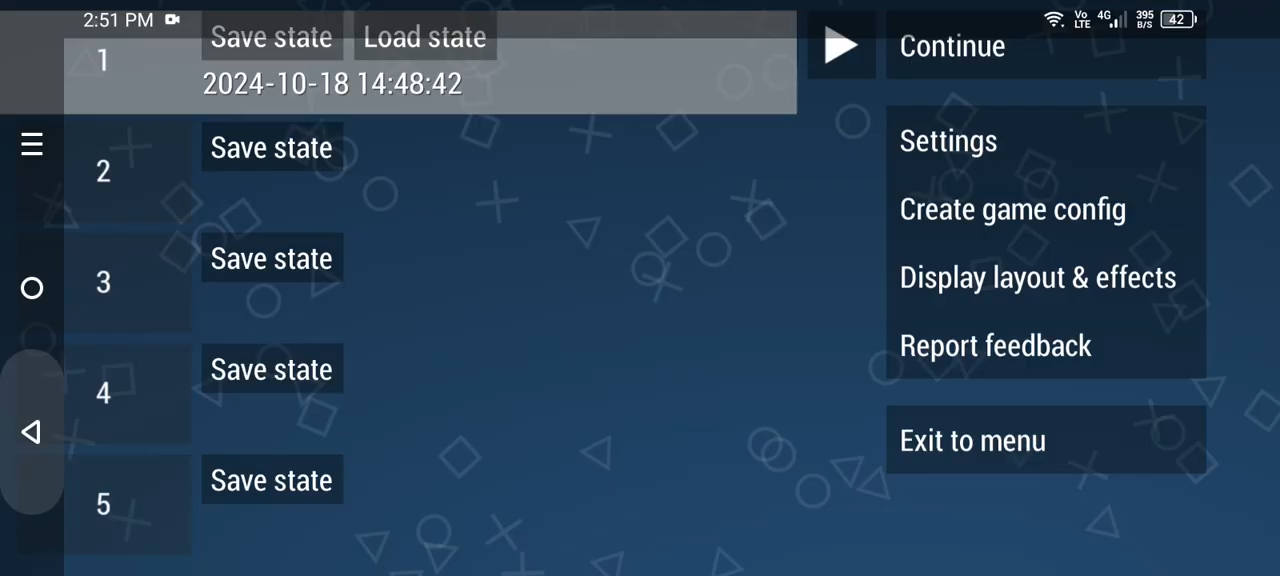 2:51 PM
Vo LTE 4G 395 B/S 42
1
Save state
Load state
2024-10-18 14:48:42
2
Save state
3
Save state
4
Save state
5
Save state
Continue
Settings
Create game config
Display layout & effects
Report feedback
Exit to menu